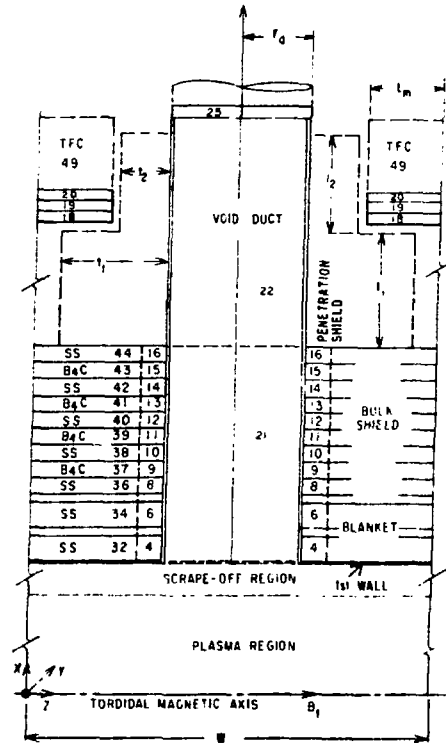 r_d
t_m
25
TFC
49
t_2
20
19
18
VOID DUCT
l_2
TFC
49
20
19
18
t_1
22
PENETRATION
SHIELD
l_1
SS 44 16
B4C 43 15
SS 42 14
B4C 41 13
SS 40 12
B4C 39 11
SS 38 10
B4C 37 9
SS 36 8
SS 34 6
SS 32 4
21
16
15
14
13
12
11
10
9
8
6
4
BULK
SHIELD
BLANKET
SCRAPE-OFF REGION
1st WALL
PLASMA REGION
X
Y
Z
TOROIDAL MAGNETIC AXIS
B_t
W